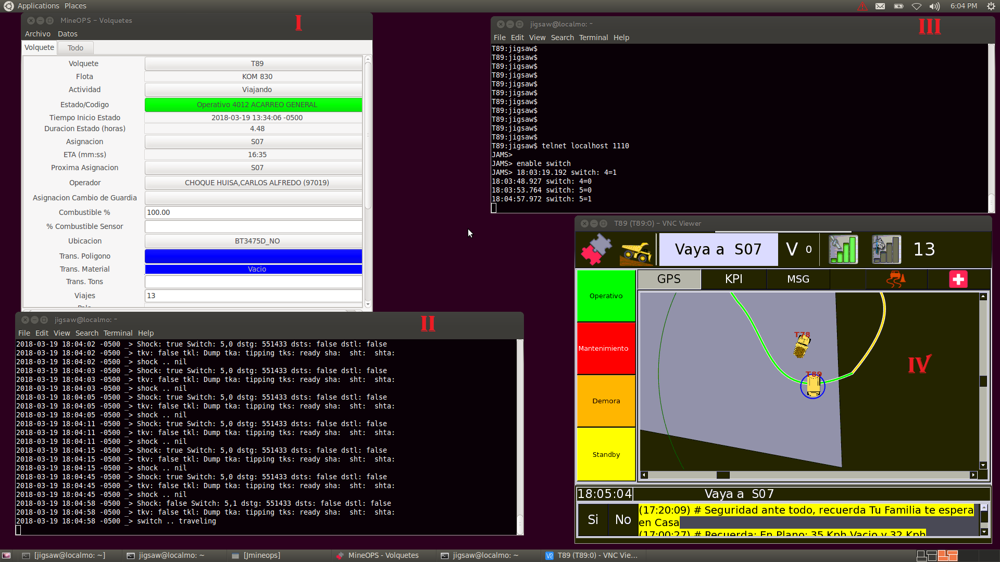 Applications Places
6:04 PM
MineOPS – Volquetes
I
Archivo Datos
Volquete Todo
Volquete T89
Flota KOM 830
Actividad Viajando
Estado/Codigo Operativo 4012 ACARREO GENERAL
Tiempo Inicio Estado 2018-03-19 13:34:06 -0500
Duracion Estado (horas) 4.48
Asignacion S07
ETA (mm:ss) 16:35
Proxima Asignacion S07
Operador CHOQUE HUISA,CARLOS ALFREDO (97019)
Asignacion Cambio de Guardia
Combustible % 100.00
% Combustible Sensor
Ubicacion BT3475D_NO
Trans. Poligono
Trans. Material Vacio
Trans. Tons
Viajes 13
jigsaw@localmo: ~
II
File Edit View Search Terminal Help
2018-03-19 18:04:02 -0500 _> Shock: true Switch: 5,0 dstg: 551433 dsts: false dstl: false
2018-03-19 18:04:02 -0500 _> tkv: false tkl: Dump tka: tipping tks: ready sha:  sht:  shta:
2018-03-19 18:04:02 -0500 _> shock .. nil
2018-03-19 18:04:03 -0500 _> Shock: true Switch: 5,0 dstg: 551433 dsts: false dstl: false
2018-03-19 18:04:03 -0500 _> tkv: false tkl: Dump tka: tipping tks: ready sha:  sht:  shta:
2018-03-19 18:04:03 -0500 _> shock .. nil
2018-03-19 18:04:05 -0500 _> Shock: true Switch: 5,0 dstg: 551433 dsts: false dstl: false
2018-03-19 18:04:05 -0500 _> tkv: false tkl: Dump tka: tipping tks: ready sha:  sht:  shta:
2018-03-19 18:04:05 -0500 _> shock .. nil
2018-03-19 18:04:11 -0500 _> Shock: true Switch: 5,0 dstg: 551433 dsts: false dstl: false
2018-03-19 18:04:11 -0500 _> tkv: false tkl: Dump tka: tipping tks: ready sha:  sht:  shta:
2018-03-19 18:04:11 -0500 _> shock .. nil
2018-03-19 18:04:15 -0500 _> Shock: true Switch: 5,0 dstg: 551433 dsts: false dstl: false
2018-03-19 18:04:15 -0500 _> tkv: false tkl: Dump tka: tipping tks: ready sha:  sht:  shta:
2018-03-19 18:04:15 -0500 _> shock .. nil
2018-03-19 18:04:45 -0500 _> Shock: true Switch: 5,0 dstg: 551433 dsts: false dstl: false
2018-03-19 18:04:45 -0500 _> tkv: false tkl: Dump tka: tipping tks: ready sha:  sht:  shta:
2018-03-19 18:04:45 -0500 _> shock .. nil
2018-03-19 18:04:58 -0500 _> Shock: false Switch: 5,1 dstg: 551433 dsts: false dstl: false
2018-03-19 18:04:58 -0500 _> tkv: false tkl: Dump tka: tipping tks: ready sha:  sht:  shta:
2018-03-19 18:04:58 -0500 _> switch .. traveling
jigsaw@localmo: ~
III
File Edit View Search Terminal Help
T89:jigsaw$
T89:jigsaw$
T89:jigsaw$
T89:jigsaw$
T89:jigsaw$
T89:jigsaw$
T89:jigsaw$
T89:jigsaw$
T89:jigsaw$
T89:jigsaw$
T89:jigsaw$
T89:jigsaw$ telnet localhost 1110
JAMS>
JAMS> enable switch
JAMS> 18:03:19.192 switch: 4=1
18:03:48.927 switch: 4=0
18:03:53.764 switch: 5=0
18:04:57.972 switch: 5=1
T89 (T89:0) – VNC Viewer
Vaya a S07 V 0 13
GPS KPI MSG
Operativo
Mantenimiento
Demora
Standby
T78
T89
IV
18:05:04 Vaya a S07
Si No
(17:20:09) # Seguridad ante todo, recuerda Tu Familia te espera
en Casa
(17:00:27) # Recuerda: En Plano: 35 Kph Vacio y 32 Kph
[jigsaw@localmo: ~] jigsaw@localmo: ~ [Jmineops] MineOPS - Volquetes jigsaw@localmo: ~ T89 (T89:0) - VNC Vie...